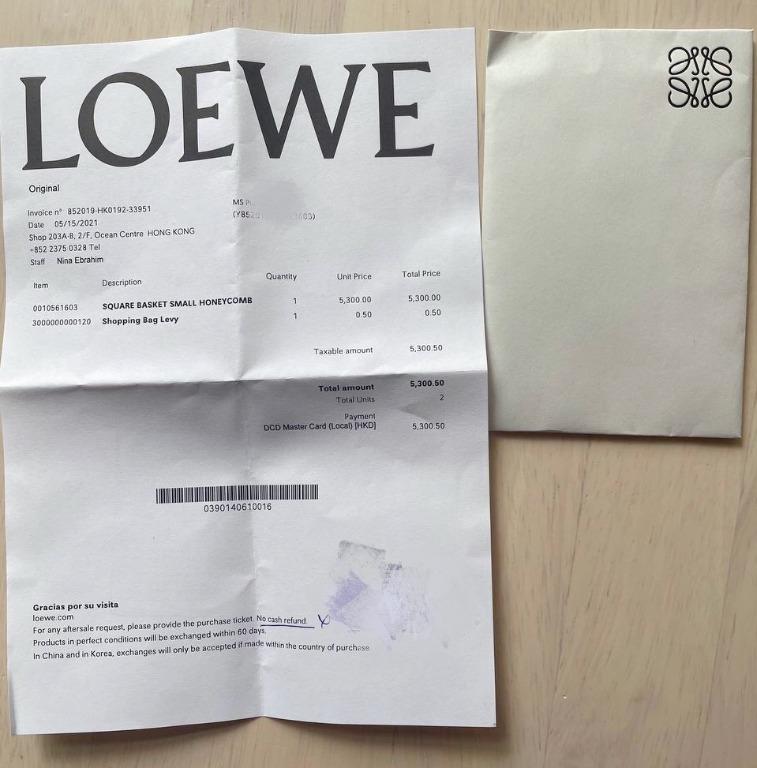 LOEWE
Original
Invoice nº 852019-HK0192-33951
Date 05/15/2021
Shop 203A-B, 2/F, Ocean Centre HONG KONG
+852 2375 0328 Tel
Staff Nina Ebrahim
MS
Item Description Quantity Unit Price Total Price
0010561603 SQUARE BASKET SMALL HONEYCOMB 1 5,300.00 5,300.00
3000000000120 Shopping Bag Levy 1 0.50 0.50
Taxable amount 5,300.50
Total amount 5,300.50
Total Units 2
Payment
DCD Master Card (Local) [HKD] 5,300.50
0390140610016
Gracias por su visita
loewe.com
For any aftersale request, please provide the purchase ticket. No cash refund.
Products in perfect conditions will be exchanged within 60 days.
In China and in Korea, exchanges will only be accepted if made within the country of purchase